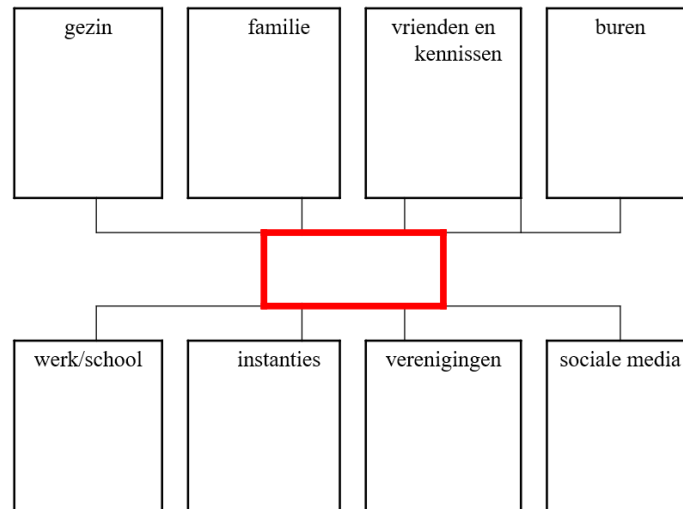 gezin
familie
vrienden en
kennissen
buren
werk/school
instanties
verenigingen
sociale media